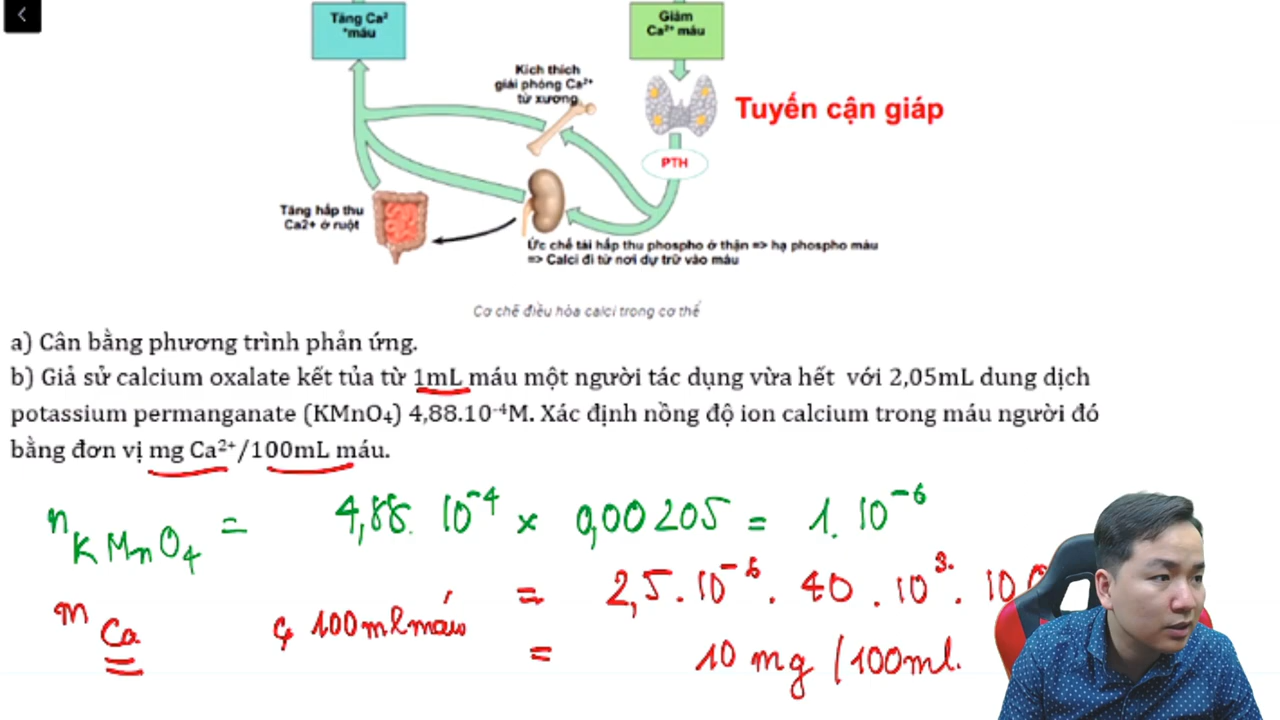 Tăng Ca²
⁺máu
Giảm
Ca²⁺ máu
Kích thích
giải phóng Ca²⁺
từ xương
Tuyến cận giáp
PTH
Tăng hấp thu
Ca2+ ở ruột
Ức chế tái hấp thu phospho ở thận => hạ phospho máu
=> Calci đi từ nơi dự trữ vào máu
Cơ chế điều hòa calci trong cơ thể
a) Cân bằng phương trình phản ứng.
b) Giả sử calcium oxalate kết tủa từ 1mL máu một người tác dụng vừa hết với 2,05mL dung dịch
potassium permanganate (KMnO₄) 4,88.10⁻⁴M. Xác định nồng độ ion calcium trong máu người đó
bằng đơn vị mg Ca²⁺/100mL máu.
n KMnO₄ = 4,88. 10⁻⁴ × 0,00205 = 1. 10⁻⁶
m Ca 100ml máu = 2,5. 10⁻⁶ . 40 . 10³ . 10
= 10 mg /100ml.